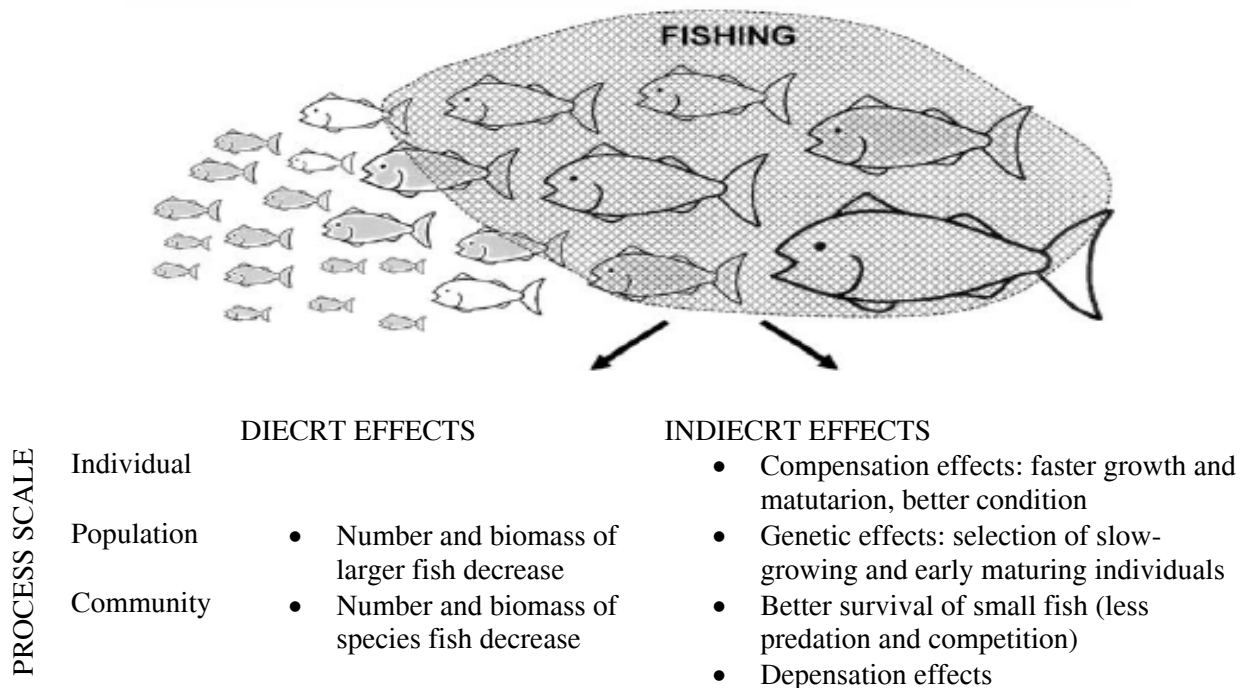 FISHING
DIECRT EFFECTS INDIECRT EFFECTS
PROCESS SCALE
Individual • Compensation effects: faster growth and
matutarion, better condition
Population • Number and biomass of • Genetic effects: selection of slow-
larger fish decrease growing and early maturing individuals
Community • Number and biomass of • Better survival of small fish (less
species fish decrease predation and competition)
• Depensation effects